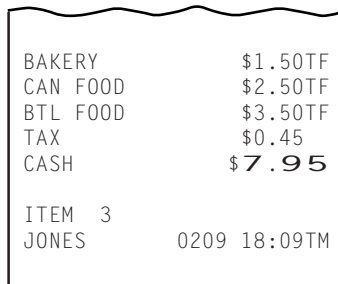 BAKERY $1.50TF
CAN FOOD $2.50TF
BTL FOOD $3.50TF
TAX $0.45
CASH $7.95
ITEM 3
JONES 0209 18:09TM